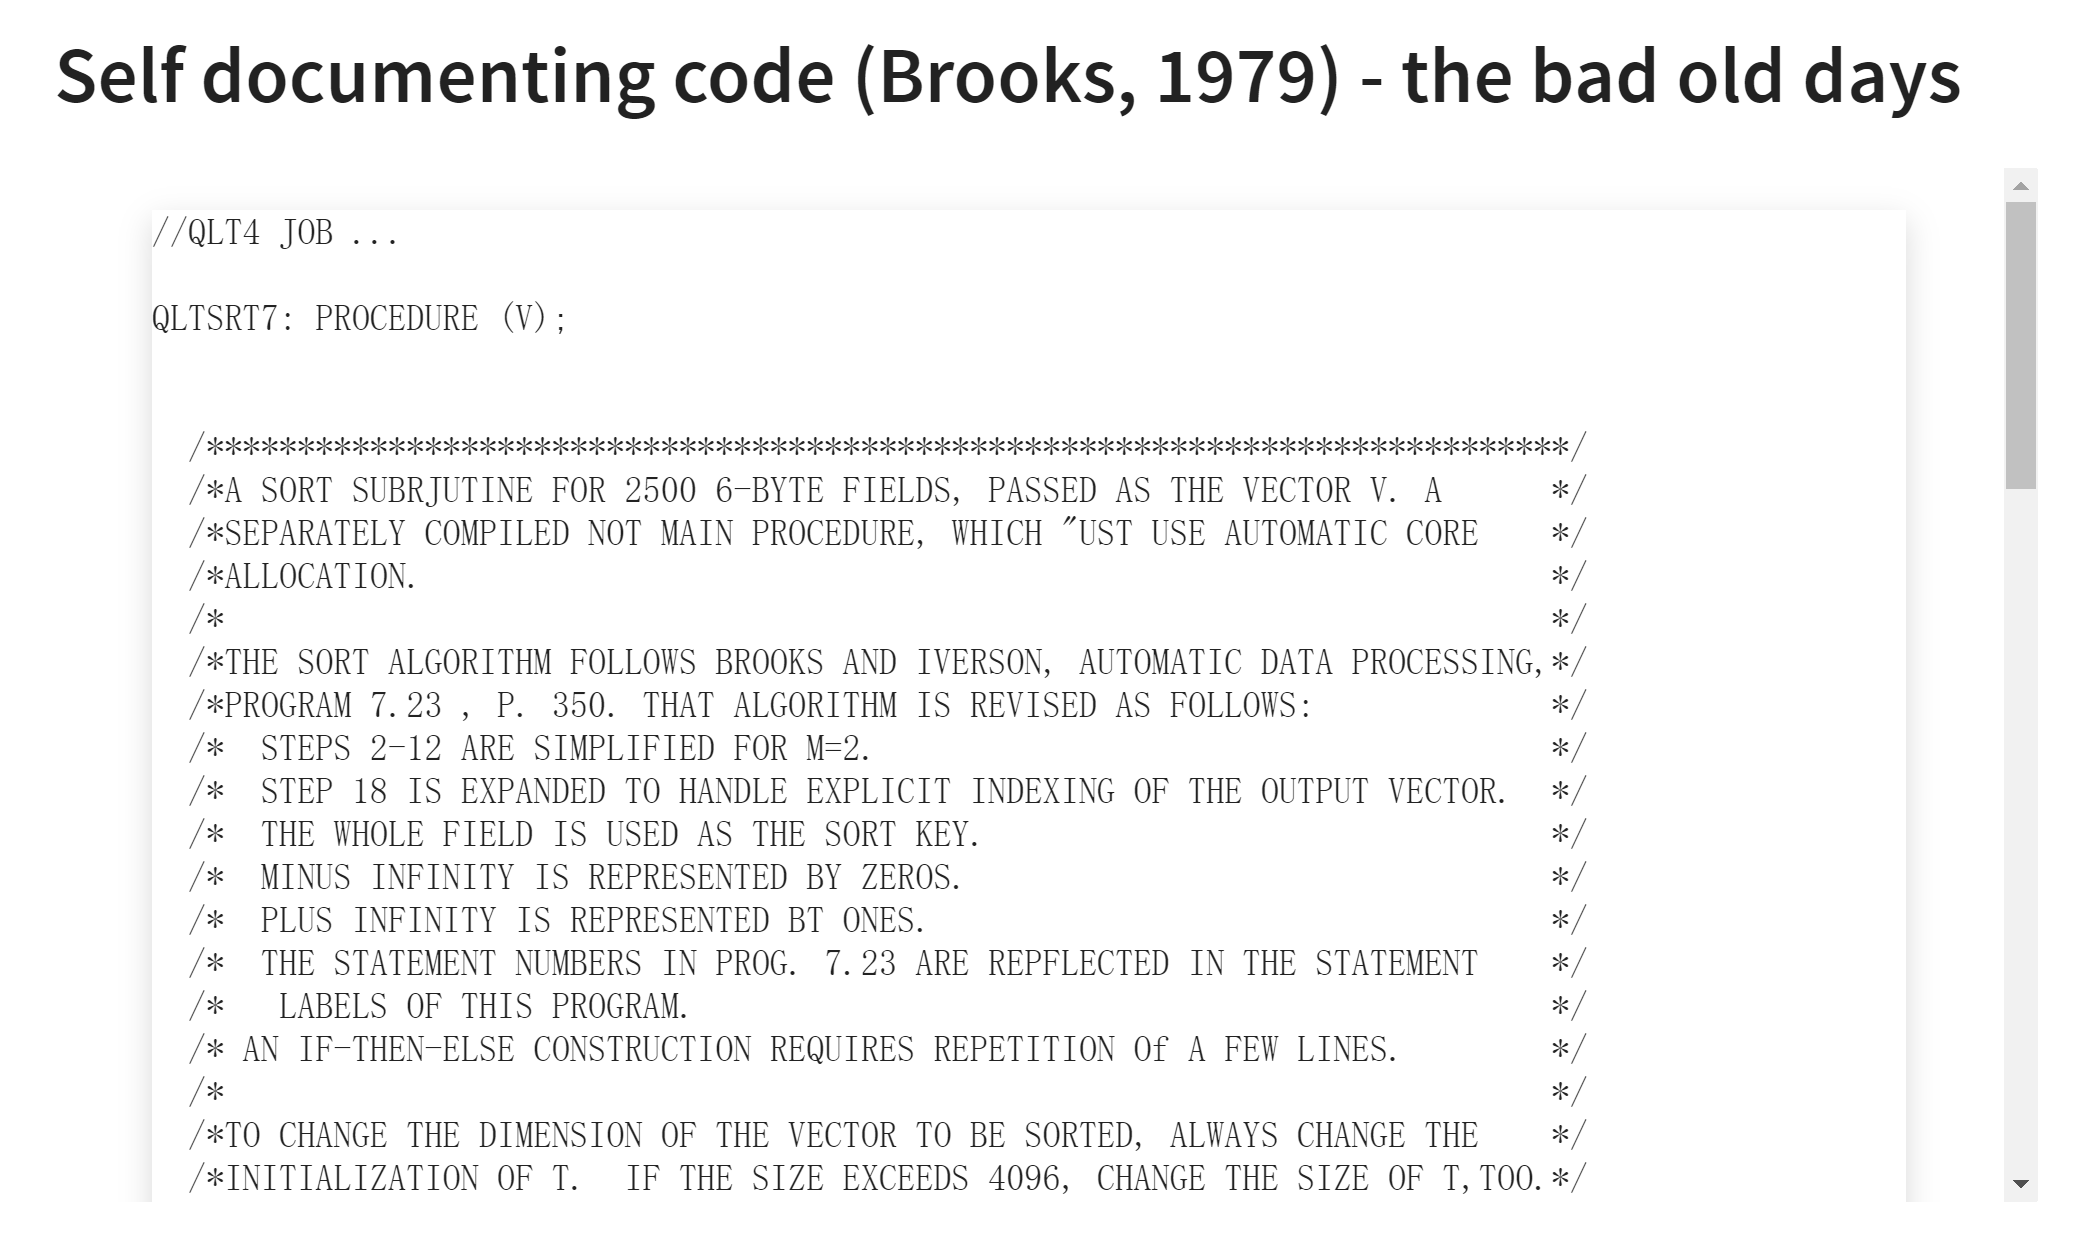 Self documenting code (Brooks, 1979) - the bad old days
//QLT4 JOB ...
QLTSRT7: PROCEDURE (V);
/***************************************************************************/
/*A SORT SUBRJUTINE FOR 2500 6-BYTE FIELDS, PASSED AS THE VECTOR V. A      */
/*SEPARATELY COMPILED NOT MAIN PROCEDURE, WHICH "UST USE AUTOMATIC CORE    */
/*ALLOCATION.                                                              */
/*                                                                         */
/*THE SORT ALGORITHM FOLLOWS BROOKS AND IVERSON, AUTOMATIC DATA PROCESSING,*/
/*PROGRAM 7.23 , P. 350. THAT ALGORITHM IS REVISED AS FOLLOWS:             */
/*  STEPS 2-12 ARE SIMPLIFIED FOR M=2.                                     */
/*  STEP 18 IS EXPANDED TO HANDLE EXPLICIT INDEXING OF THE OUTPUT VECTOR.  */
/*  THE WHOLE FIELD IS USED AS THE SORT KEY.                               */
/*  MINUS INFINITY IS REPRESENTED BY ZEROS.                                */
/*  PLUS INFINITY IS REPRESENTED BT ONES.                                  */
/*  THE STATEMENT NUMBERS IN PROG. 7.23 ARE REPFLECTED IN THE STATEMENT    */
/*   LABELS OF THIS PROGRAM.                                               */
/* AN IF-THEN-ELSE CONSTRUCTION REQUIRES REPETITION Of A FEW LINES.        */
/*                                                                         */
/*TO CHANGE THE DIMENSION OF THE VECTOR TO BE SORTED, ALWAYS CHANGE THE    */
/*INITIALIZATION OF T.  IF THE SIZE EXCEEDS 4096, CHANGE THE SIZE OF T,TOO.*/